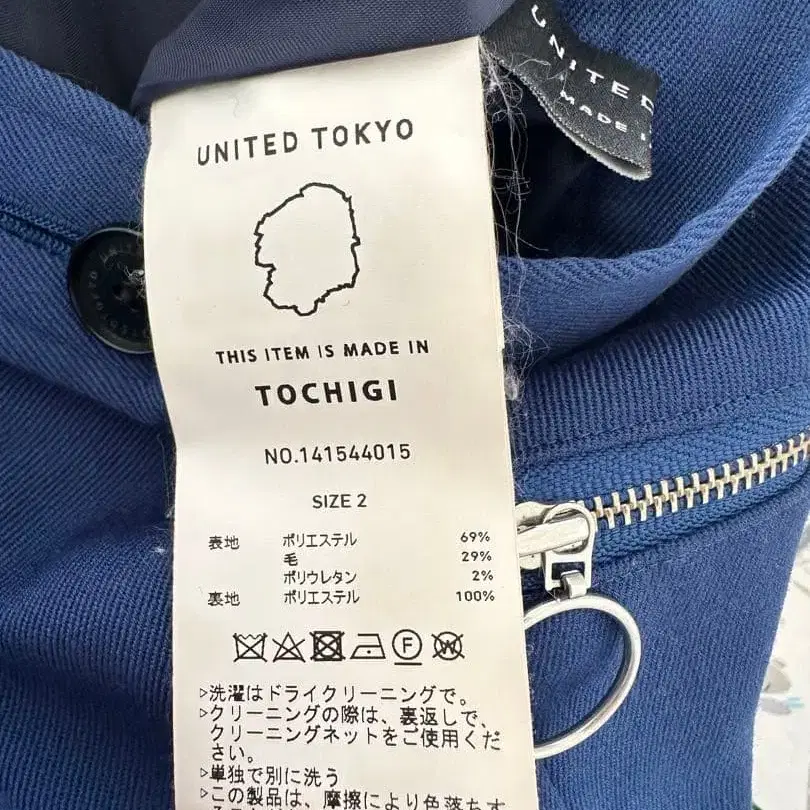 UNITED
MADE
UNITED TOKYO
THIS ITEM IS MADE IN
TOCHIGI
NO.141544015
SIZE 2
表地 ポリエステル 69%
毛 29%
ポリウレタン 2%
裏地 ポリエステル 100%
F W
▷洗濯はドライクリーニングで。
▷クリーニングの際は、裏返しで、
クリーニングネットをご使用くだ
さい。
▷単独で別に洗う
▷この製品は、摩擦により色落ちす